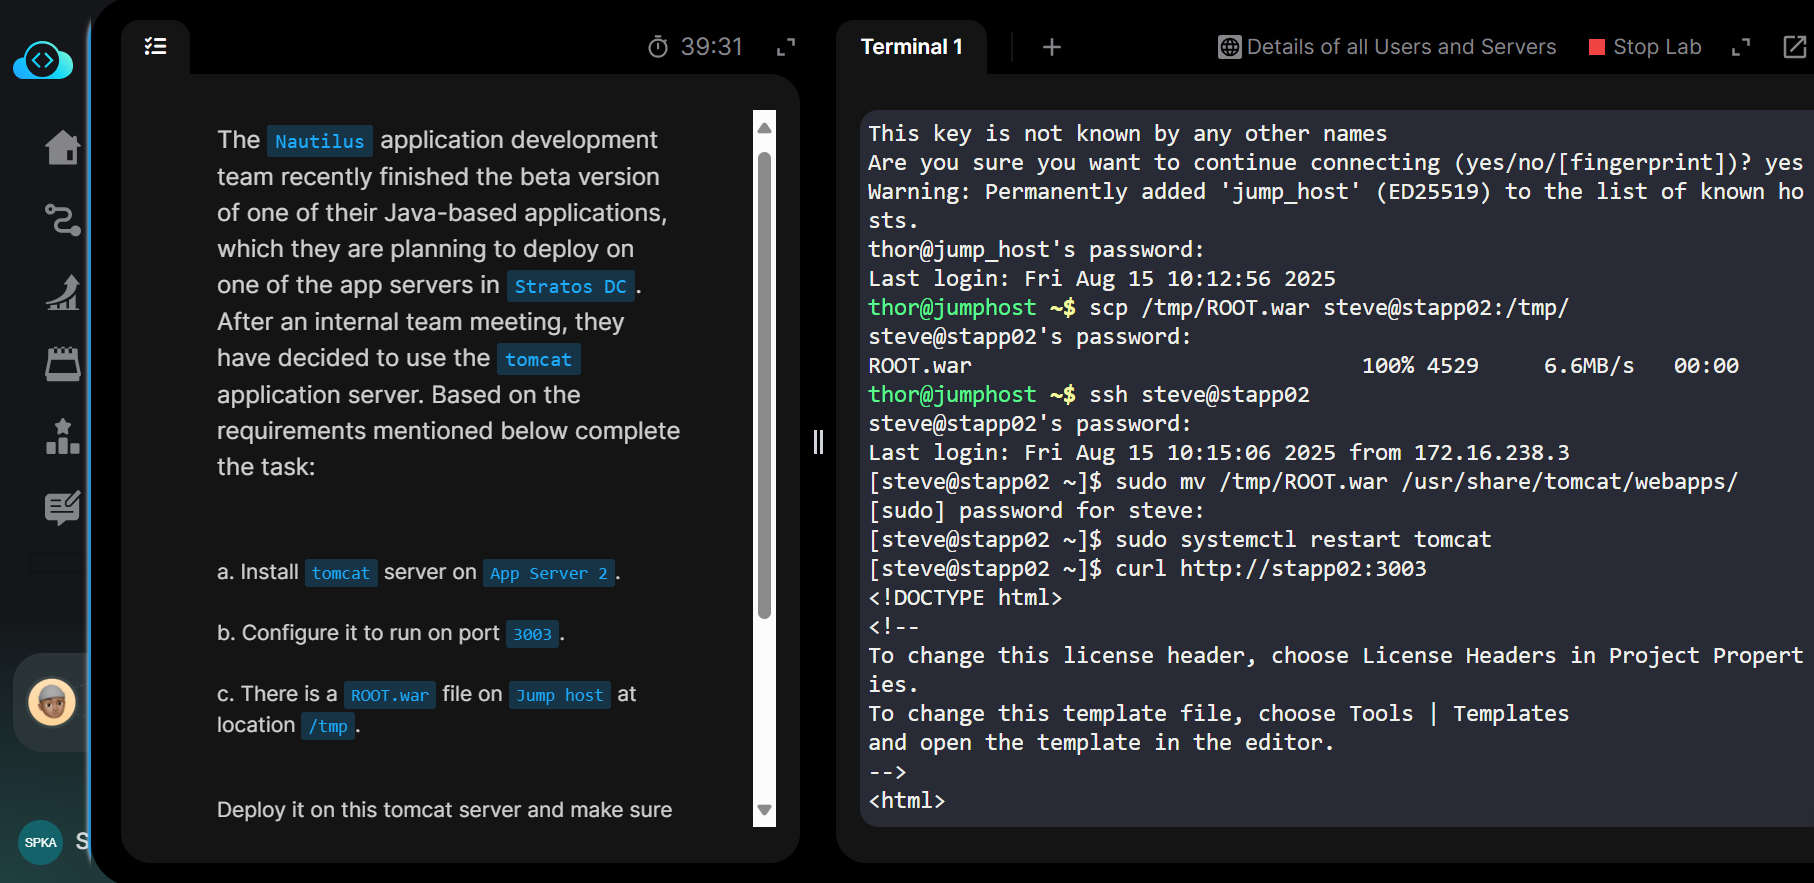 39:31
The Nautilus application development
team recently finished the beta version
of one of their Java-based applications,
which they are planning to deploy on
one of the app servers in Stratos DC.
After an internal team meeting, they
have decided to use the tomcat
application server. Based on the
requirements mentioned below complete
the task:
a. Install tomcat server on App Server 2.
b. Configure it to run on port 3003.
c. There is a ROOT.war file on Jump host at
location /tmp.
Deploy it on this tomcat server and make sure
SPKA S
Terminal 1 + Details of all Users and Servers Stop Lab
This key is not known by any other names
Are you sure you want to continue connecting (yes/no/[fingerprint])? yes
Warning: Permanently added 'jump_host' (ED25519) to the list of known ho
sts.
thor@jump_host's password:
Last login: Fri Aug 15 10:12:56 2025
thor@jumphost ~$ scp /tmp/ROOT.war steve@stapp02:/tmp/
steve@stapp02's password:
ROOT.war 100% 4529 6.6MB/s 00:00
thor@jumphost ~$ ssh steve@stapp02
steve@stapp02's password:
Last login: Fri Aug 15 10:15:06 2025 from 172.16.238.3
[steve@stapp02 ~]$ sudo mv /tmp/ROOT.war /usr/share/tomcat/webapps/
[sudo] password for steve:
[steve@stapp02 ~]$ sudo systemctl restart tomcat
[steve@stapp02 ~]$ curl http://stapp02:3003
<!DOCTYPE html>
<!--
To change this license header, choose License Headers in Project Propert
ies.
To change this template file, choose Tools | Templates
and open the template in the editor.
-->
<html>